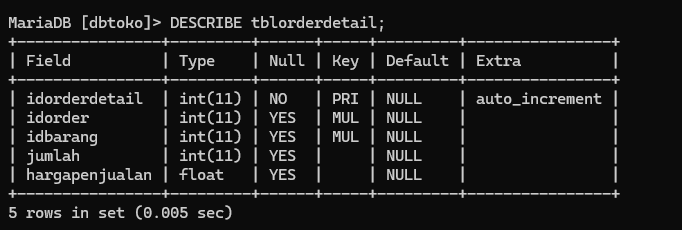 MariaDB [dbtoko]> DESCRIBE tblorderdetail;
+----------------+---------+------+-----+---------+----------------+
| Field          | Type    | Null | Key | Default | Extra          |
+----------------+---------+------+-----+---------+----------------+
| idorderdetail  | int(11) | NO   | PRI | NULL    | auto_increment |
| idorder        | int(11) | YES  | MUL | NULL    |                |
| idbarang       | int(11) | YES  | MUL | NULL    |                |
| jumlah         | int(11) | YES  |     | NULL    |                |
| hargapenjualan | float   | YES  |     | NULL    |                |
+----------------+---------+------+-----+---------+----------------+
5 rows in set (0.005 sec)